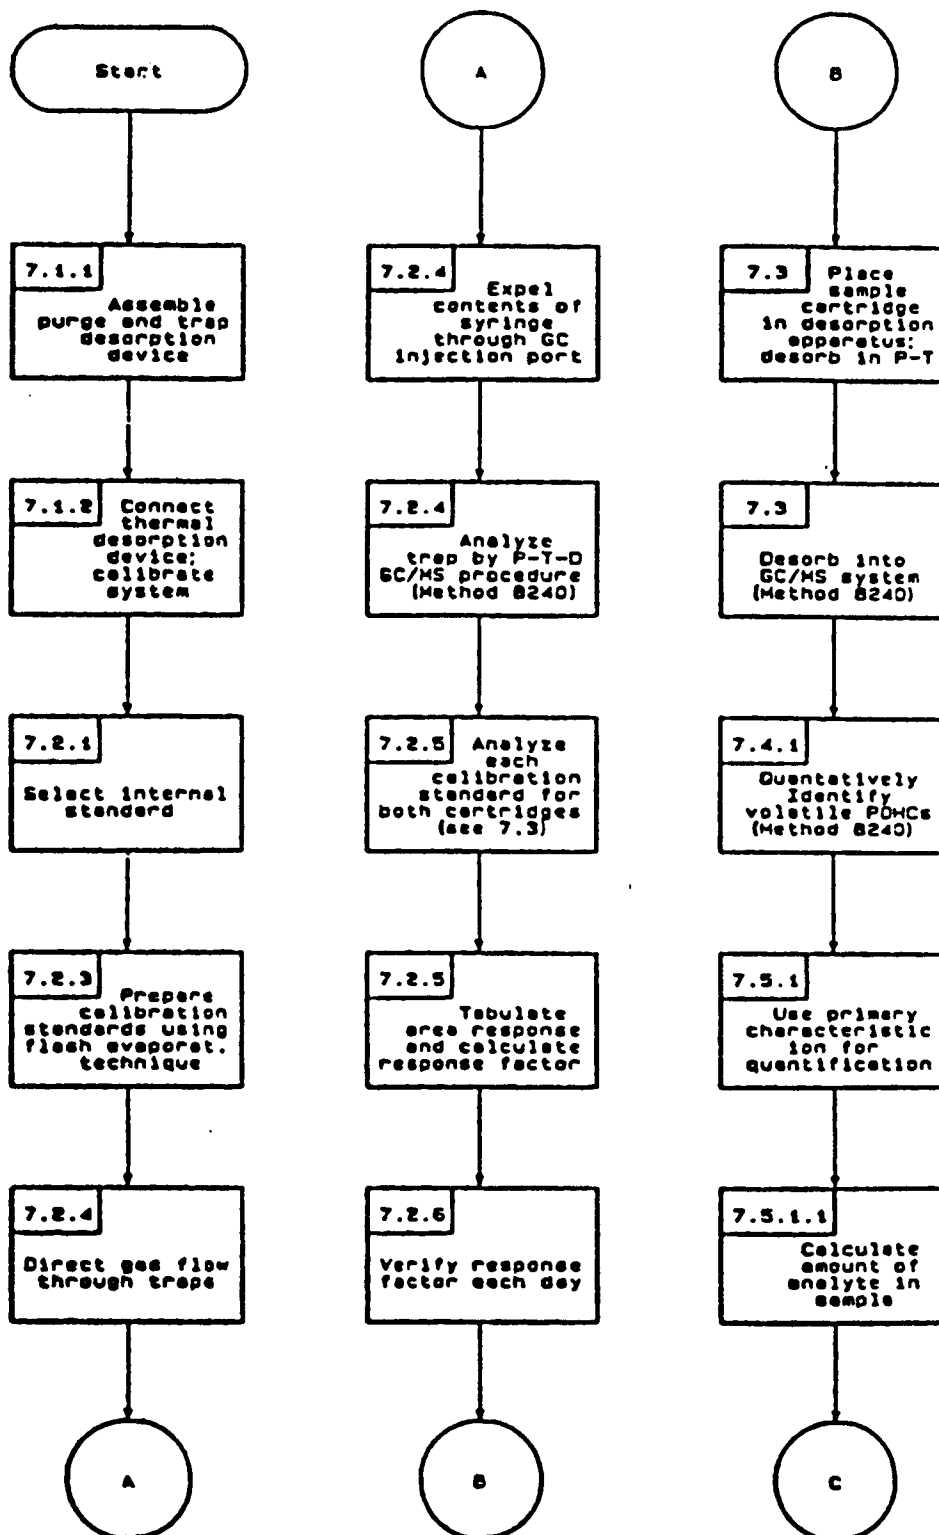 Start
7.1.1
Assemble
purge and trap
desorption
device
7.1.2 Connect
thermal
desorption
device;
calibrate
system
7.2.1
Select internal
standard
7.2.3
Prepare
calibration
standards using
flash evaporat.
technique
7.2.4
Direct gas flow
through traps
A
A
7.2.4
Expel
contents of
syringe
through GC
injection port
7.2.4
Analyze
trap by P-T-D
GC/MS procedure
(Method 8240)
7.2.5 Analyze
each
calibration
standard for
both cartridges
(see 7.3)
7.2.5
Tabulate
area response
and calculate
response factor
7.2.6
Verify response
factor each day
B
B
7.3 Place
sample
cartridge
in desorption
apparatus;
desorb in P-T
7.3
Desorb into
GC/MS system
(Method 8240)
7.4.1
Quantatively
Identify
volatile POHCs
(Method 8240)
7.5.1
Use primary
characteristic
ion for
quantification
7.5.1.1
Calculate
amount of
analyte in
sample
C